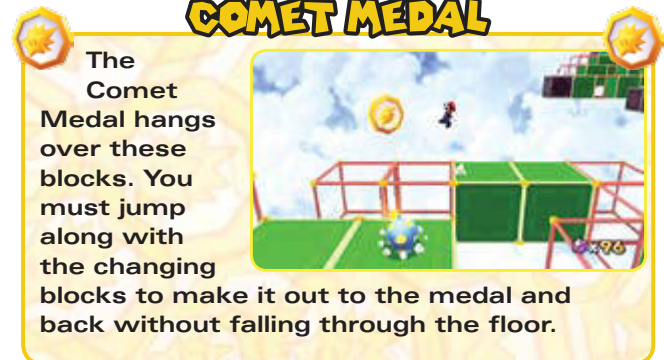 COMET MEDAL
The
Comet
Medal hangs
over these
blocks. You
must jump
along with
the changing
blocks to make it out to the medal and
back without falling through the floor.
x96